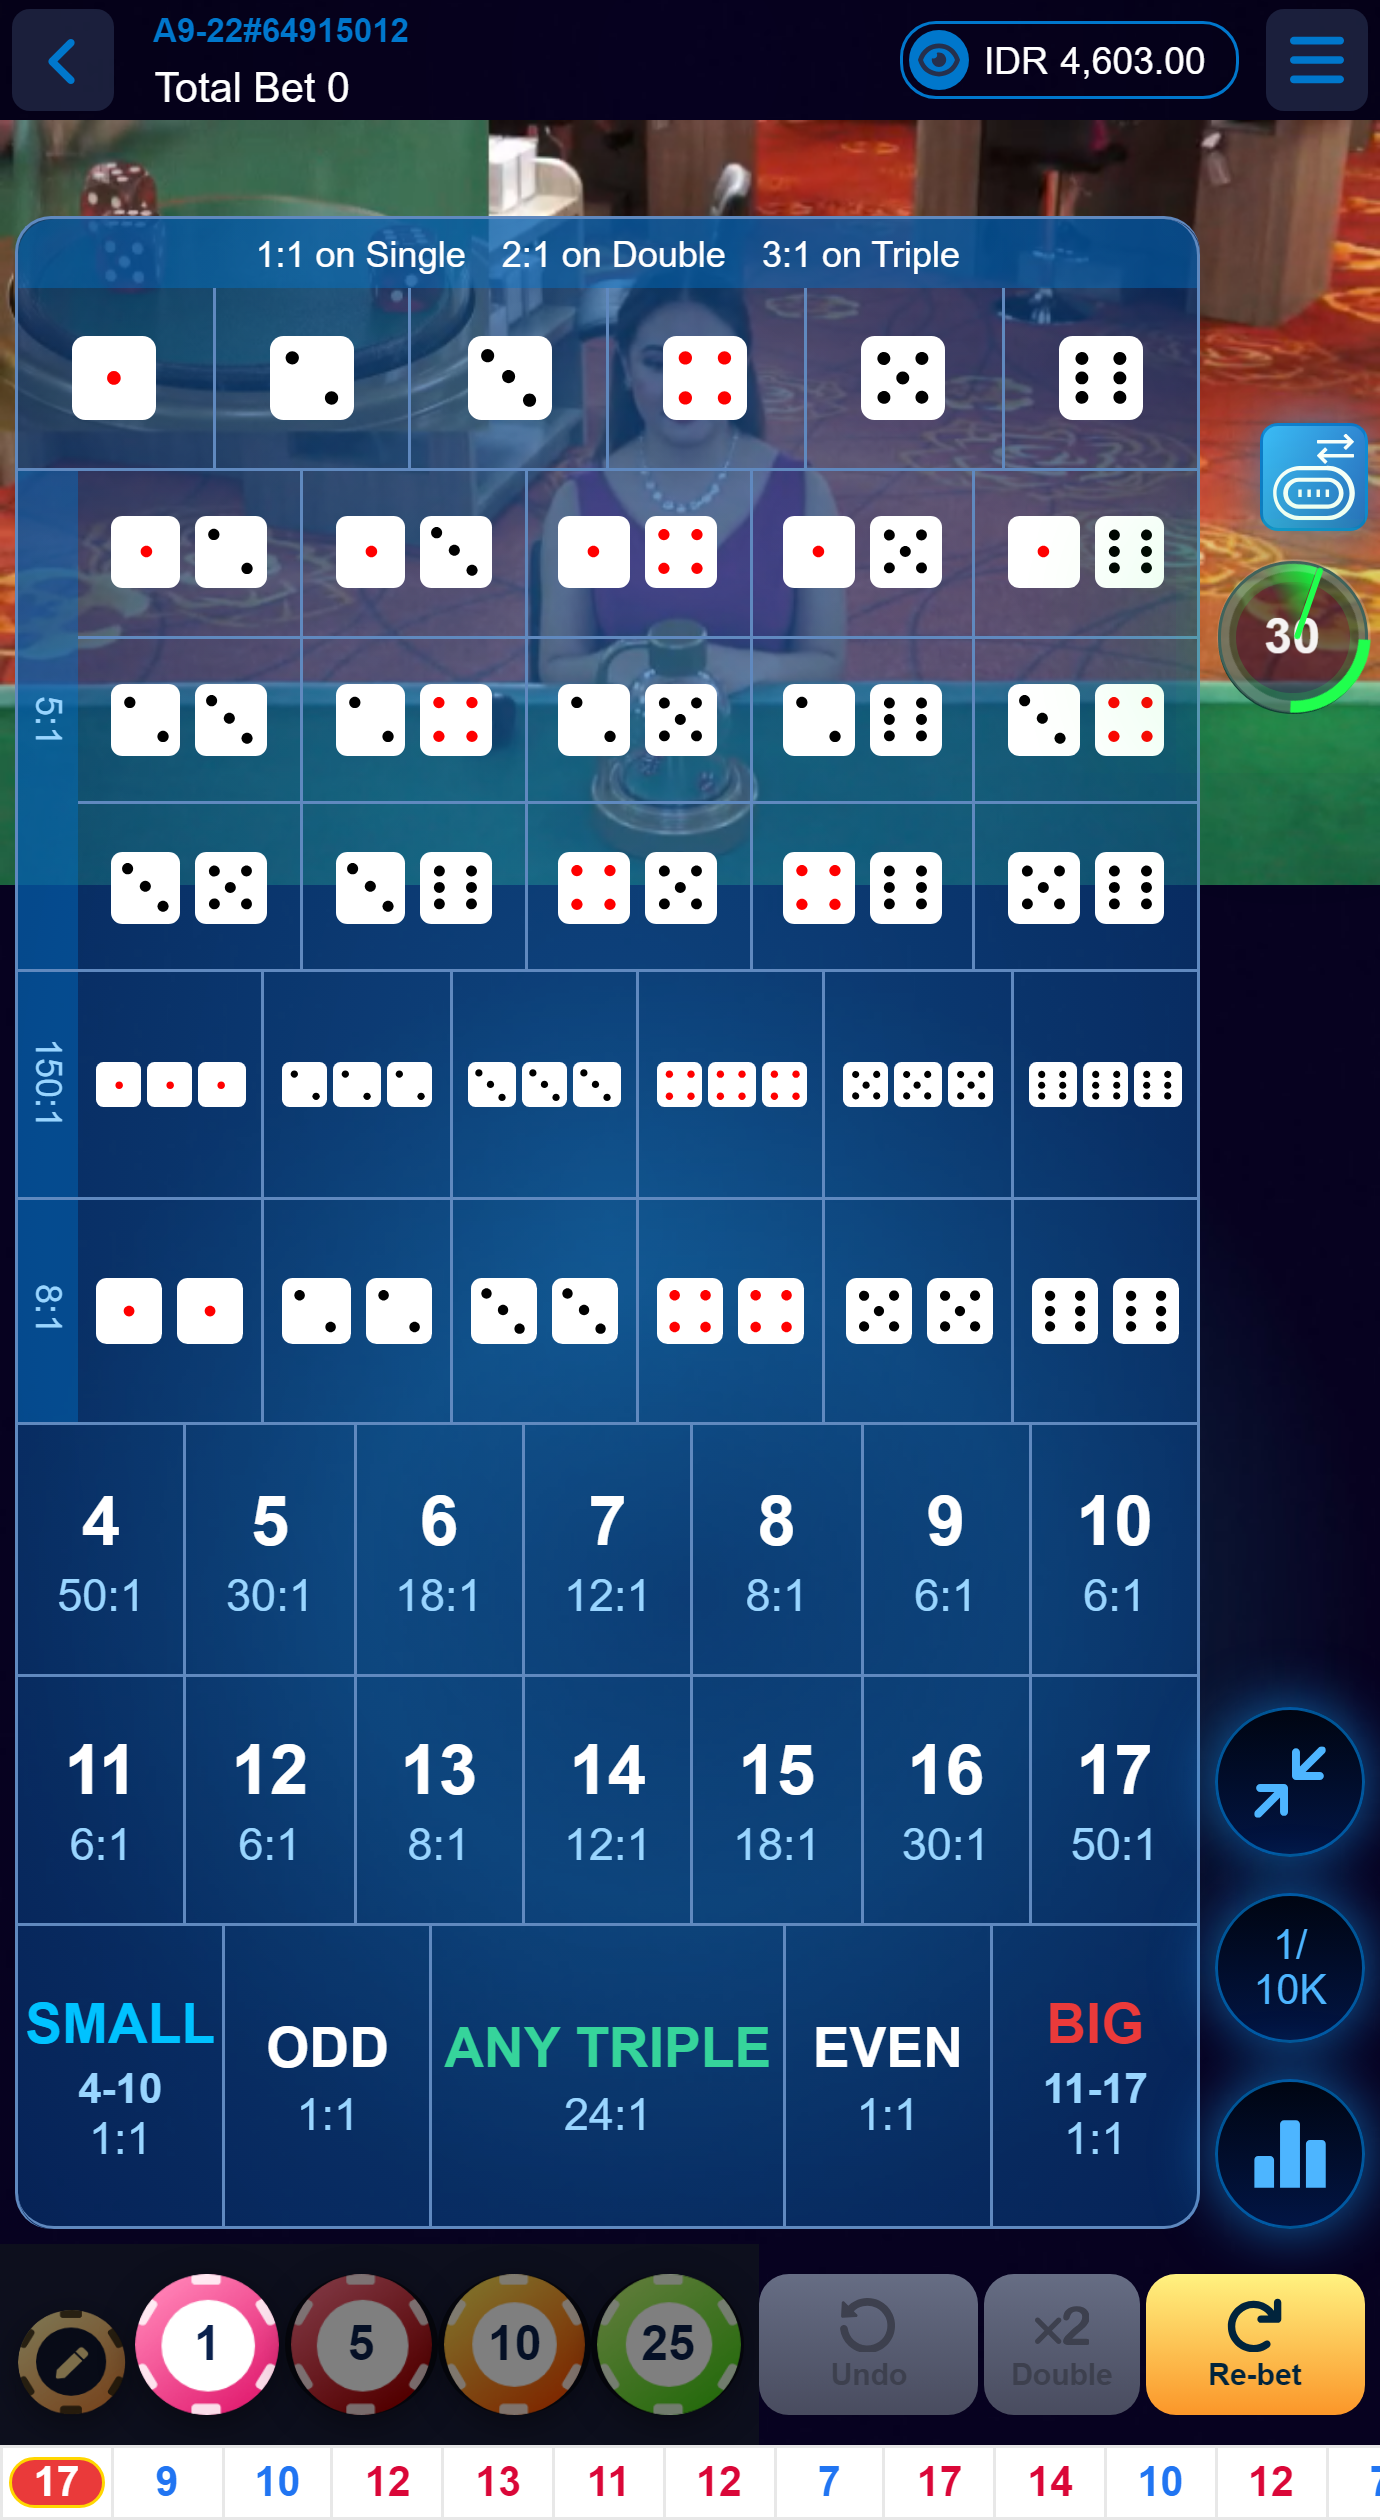 A9-22#64915012
Total Bet 0
IDR 4,603.00
1:1 on Single 2:1 on Double 3:1 on Triple
30
5:1
150:1
8:1
4 5 6 7 8 9 10
50:1 30:1 18:1 12:1 8:1 6:1 6:1
11 12 13 14 15 16 17
6:1 6:1 8:1 12:1 18:1 30:1 50:1
SMALL
4-10
1:1
ODD
1:1
ANY TRIPLE
24:1
EVEN
1:1
BIG
11-17
1:1
1/
10K
1 5 10 25
Undo
x2
Double
Re-bet
17 9 10 12 13 11 12 7 17 14 10 12